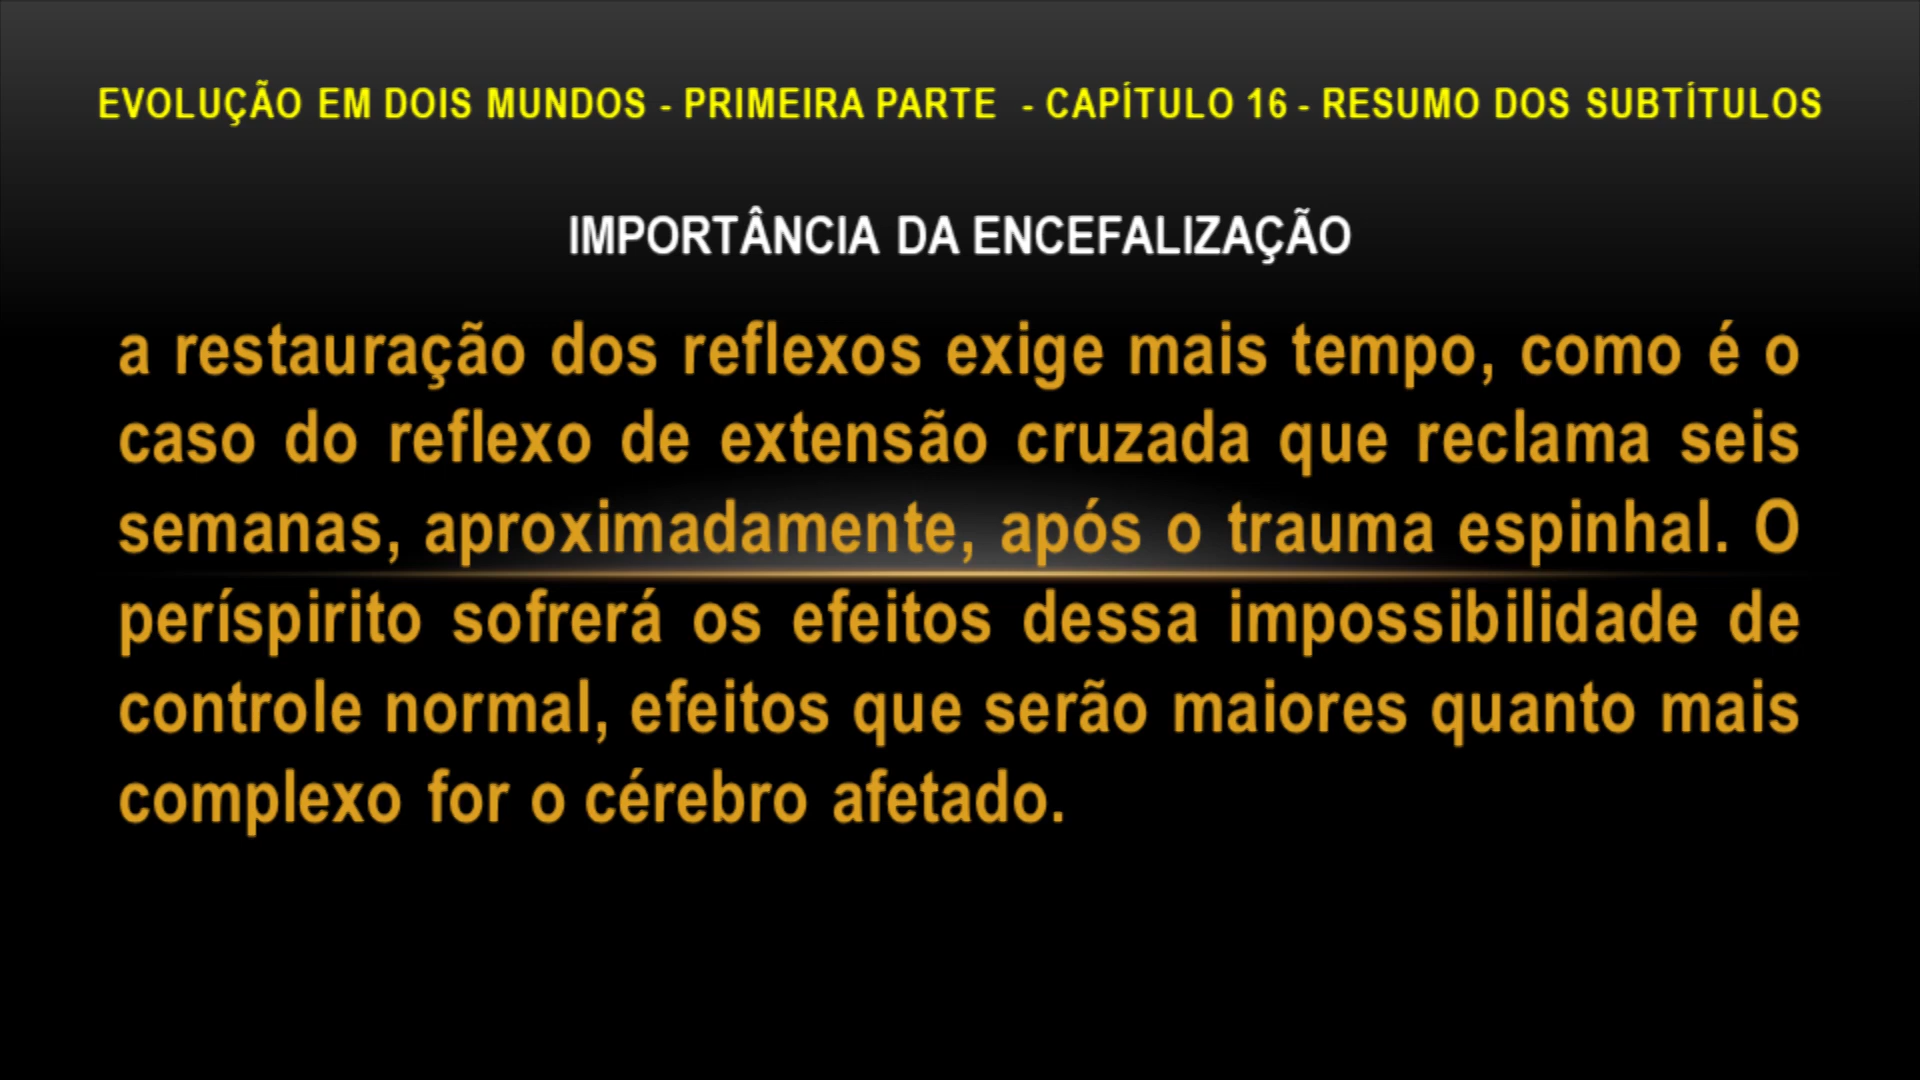 EVOLUÇÃO EM DOIS MUNDOS - PRIMEIRA PARTE - CAPÍTULO 16 - RESUMO DOS SUBTÍTULOS
IMPORTÂNCIA DA ENCEFALIZAÇÃO
a restauração dos reflexos exige mais tempo, como é o
caso do reflexo de extensão cruzada que reclama seis
semanas, aproximadamente, após o trauma espinhal. O
períspirito sofrerá os efeitos dessa impossibilidade de
controle normal, efeitos que serão maiores quanto mais
complexo for o cérebro afetado.